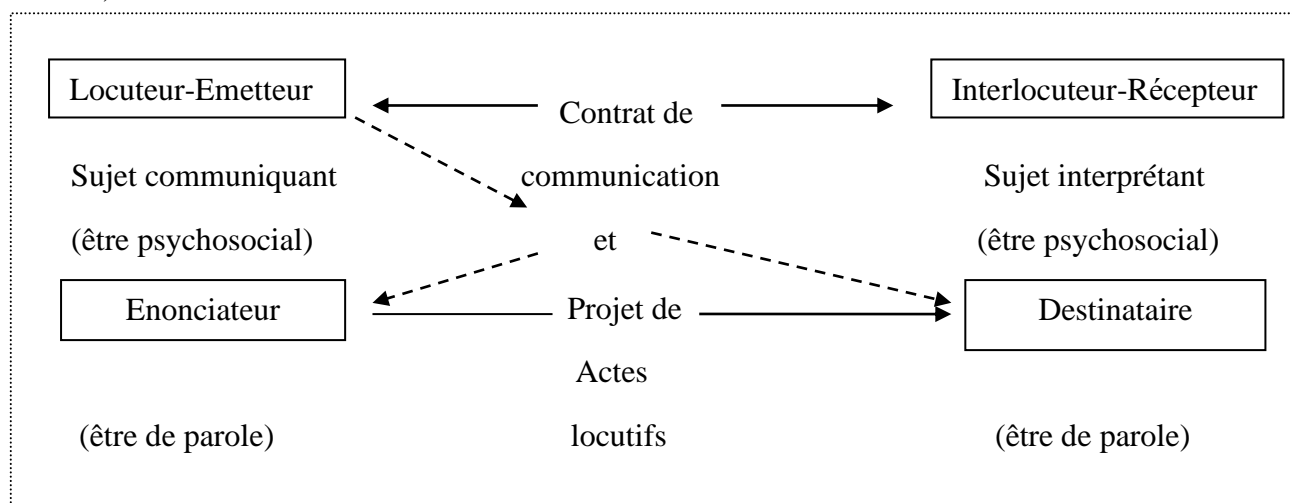 Locuteur-Emetteur
Interlocuteur-Récepteur
Contrat de
Sujet communiquant
communication
Sujet interprétant
(être psychosocial)
et
(être psychosocial)
Enonciateur
Projet de
Destinataire
Actes
(être de parole)
locutifs
(être de parole)